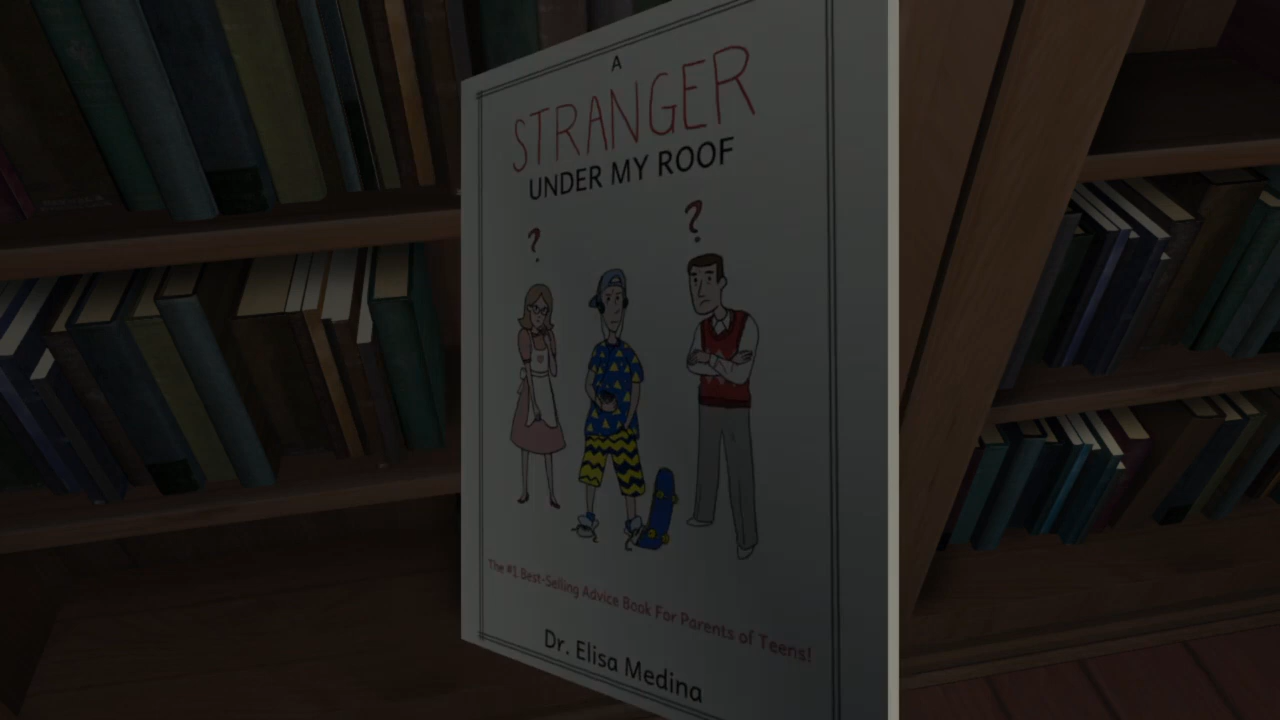 A
STRANGER
UNDER MY ROOF
?
?
The #1 Best-Selling Advice Book For Parents of Teens!
Dr. Elisa Medina